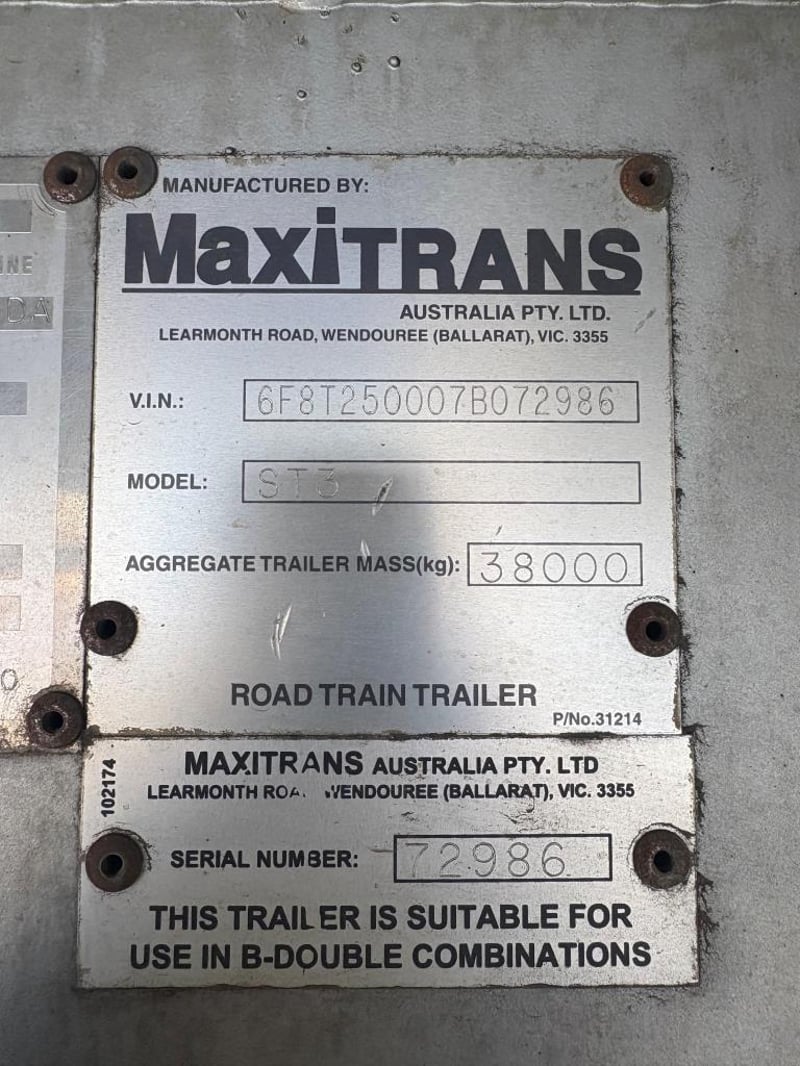 MANUFACTURED BY:
MaxiTRANS
AUSTRALIA PTY. LTD.
LEARMONTH ROAD, WENDOUREE (BALLARAT), VIC. 3355
V.I.N.: 6F8T250007B072986
MODEL: ST3
AGGREGATE TRAILER MASS(kg): 38000
ROAD TRAIN TRAILER
P/No.31214
102174
MAXITRANS AUSTRALIA PTY. LTD
LEARMONTH ROA. WENDOUREE (BALLARAT), VIC. 3355
SERIAL NUMBER: 72986
THIS TRAILER IS SUITABLE FOR
USE IN B-DOUBLE COMBINATIONS